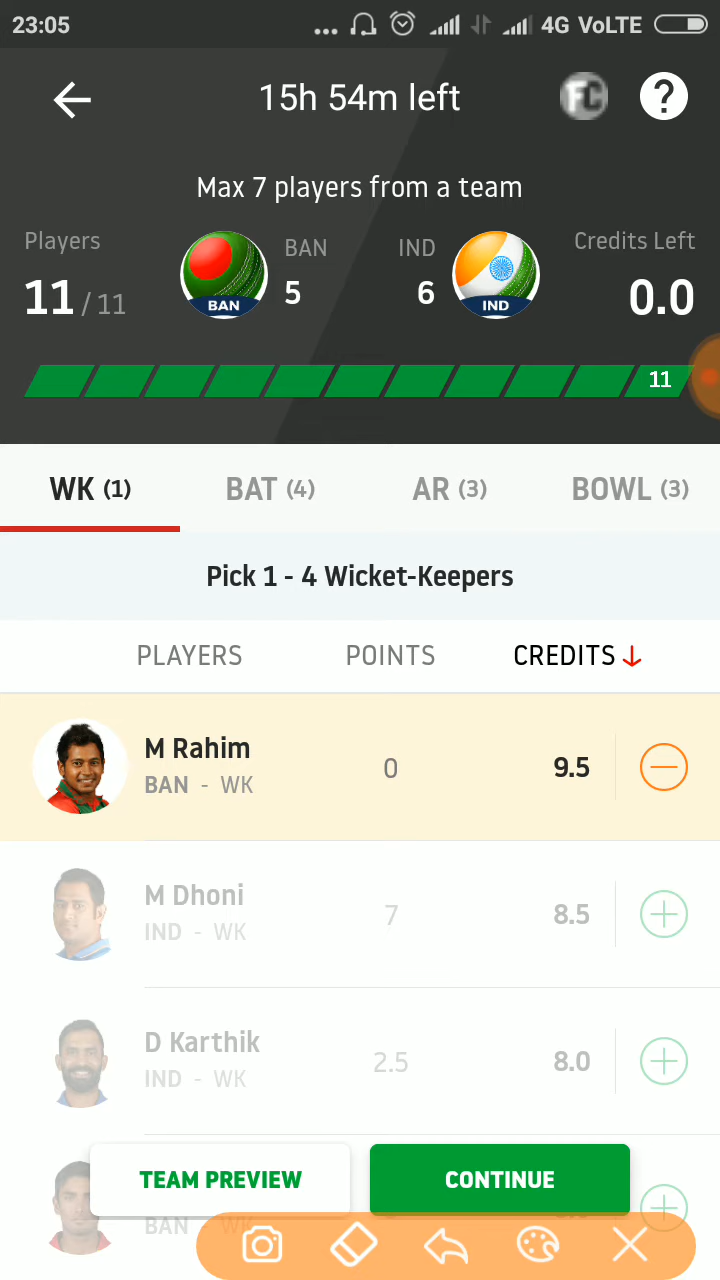 23:05 ... 4G VoLTE
15h 54m left FC ?
Max 7 players from a team
Players BAN IND Credits Left
11 / 11 BAN 5 6 IND 0.0
11
WK (1) BAT (4) AR (3) BOWL (3)
Pick 1 - 4 Wicket-Keepers
PLAYERS POINTS CREDITS
M Rahim
BAN - WK 0 9.5
M Dhoni
IND - WK 7 8.5
D Karthik
IND - WK 2.5 8.0
TEAM PREVIEW CONTINUE
BAN - WK